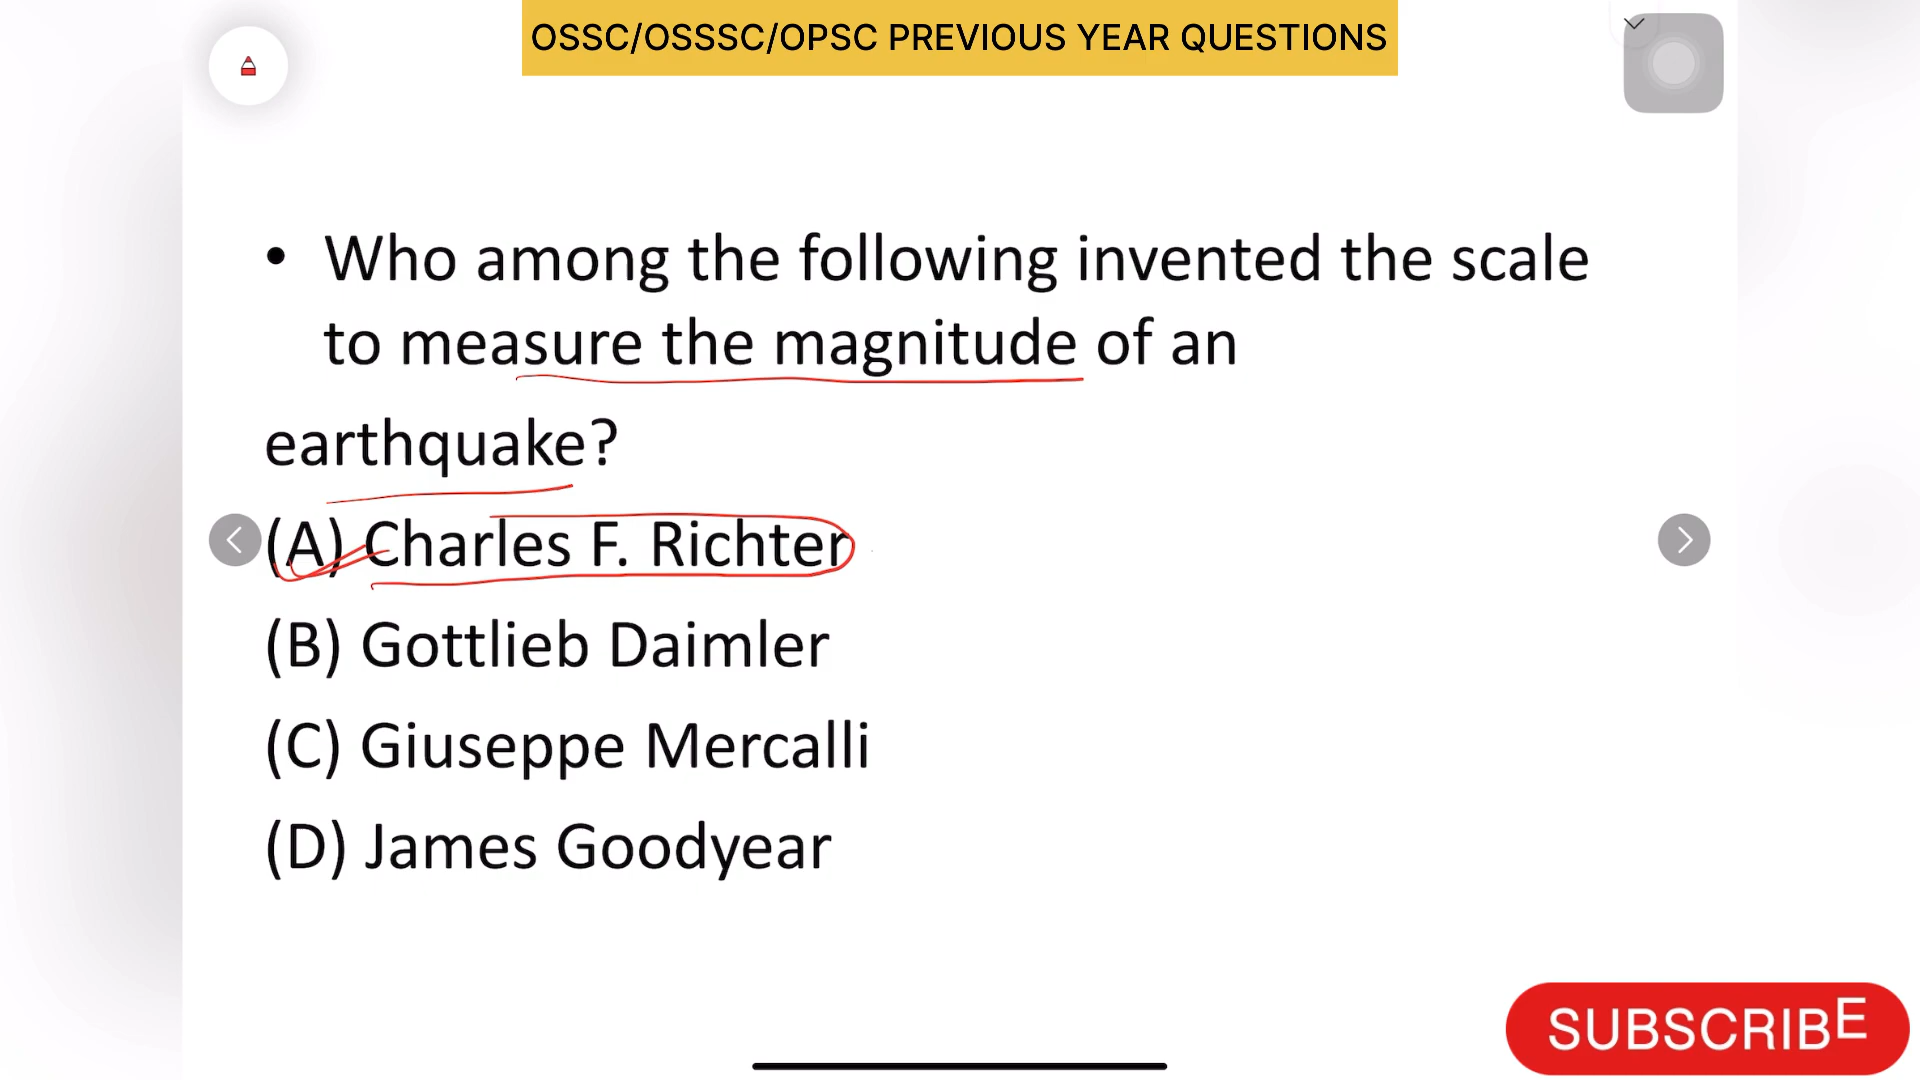 OSSC/OSSSC/OPSC PREVIOUS YEAR QUESTIONS
• Who among the following invented the scale
to measure the magnitude of an
earthquake?
(A) Charles F. Richter
(B) Gottlieb Daimler
(C) Giuseppe Mercalli
(D) James Goodyear
SUBSCRIBE